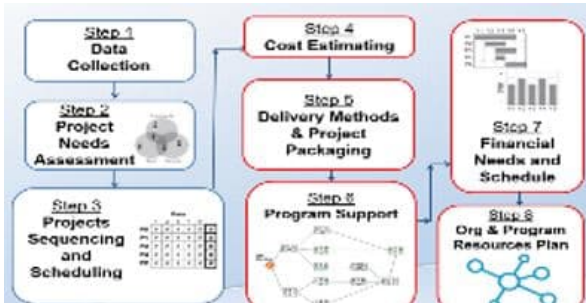 Step 1
Data
Collection
Step 2
Project
Needs
Assessment
Step 3
Projects
Sequencing
and
Scheduling
Step 4
Cost Estimating
Step 5
Delivery Methods
& Project
Packaging
Step 6
Program Support
Step 7
Financial
Needs and
Schedule
Step 8
Org & Program
Resources Plan